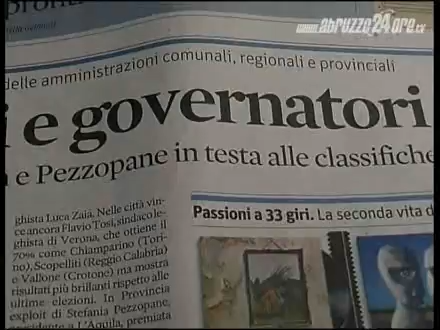 www.abruzzo24ore.tv
delle amministrazioni comunali, regionali e provinciali
i e governatori
e Pezzopane in testa alle classifiche
ghista Luca Zaia. Nelle città vin-
ce ancora Flavio Tosi, sindaco le-
ghista di Verona, che ottiene il
70% come Chiamparino (Tori-
no), Scopelliti (Reggio Calabria)
e Vallone (Crotone) ma mostra
risultati più brillanti rispetto alle
ultime elezioni. In Provincia
exploit di Stefania Pezzopane,
presidente a L'Aquila, premiata
Passioni a 33 giri. La seconda vita d